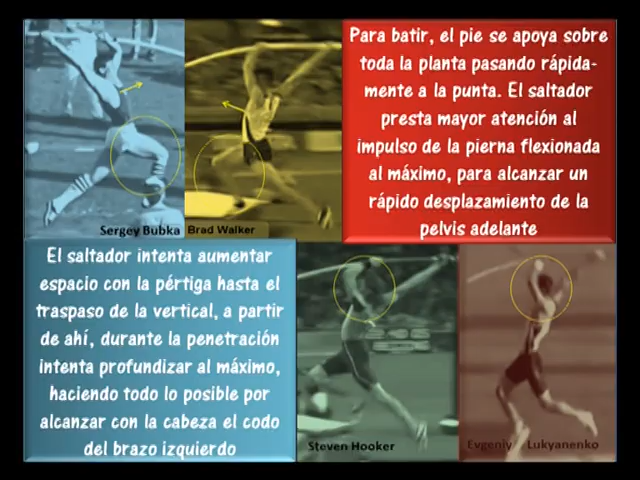 Para batir, el pie se apoya sobre
toda la planta pasando rápida-
mente a la punta. El saltador
presta mayor atención al
impulso de la pierna flexionada
al máximo, para alcanzar un
rápido desplazamiento de la
pelvis adelante
Sergey Bubka
Brad Walker
El saltador intenta aumentar
espacio con la pértiga hasta el
traspaso de la vertical, a partir
de ahí, durante la penetración
intenta profundizar al máximo,
haciendo todo lo posible por
alcanzar con la cabeza el codo
del brazo izquierdo
Steven Hooker
Evgeniy Lukyanenko